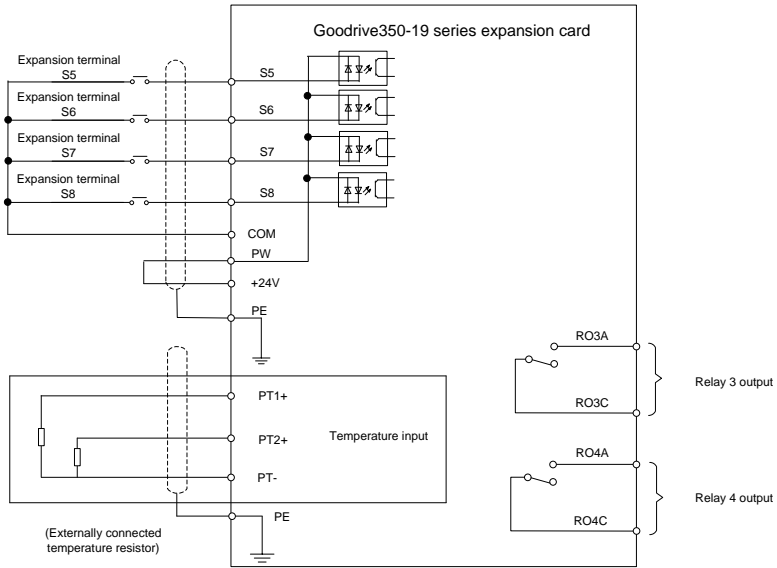 Goodrive350-19 series expansion card
Expansion terminal
S5
S5
Expansion terminal
S6
S6
Expansion terminal
S7
S7
Expansion terminal
S8
S8
COM
PW
+24V
PE
RO3A
Relay 3 output
RO3C
PT1+
PT2+
Temperature input
PT-
RO4A
Relay 4 output
RO4C
PE
(Externally connected
temperature resistor)